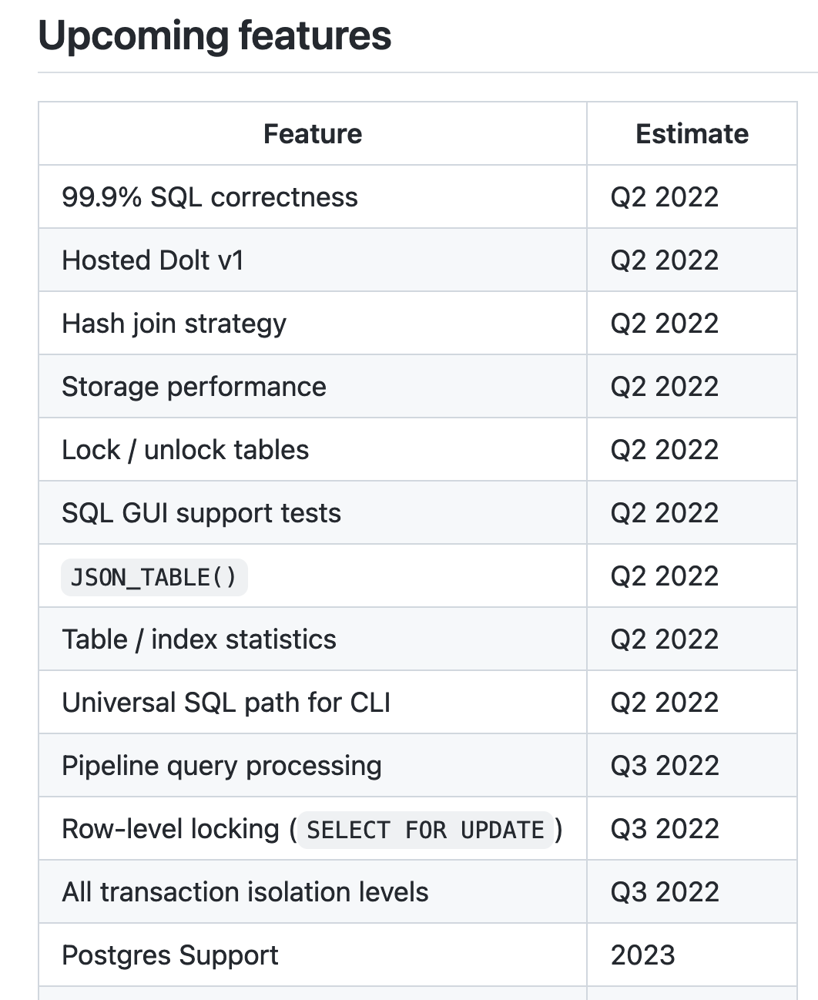 Upcoming features
Feature Estimate
99.9% SQL correctness Q2 2022
Hosted Dolt v1 Q2 2022
Hash join strategy Q2 2022
Storage performance Q2 2022
Lock / unlock tables Q2 2022
SQL GUI support tests Q2 2022
JSON_TABLE() Q2 2022
Table / index statistics Q2 2022
Universal SQL path for CLI Q2 2022
Pipeline query processing Q3 2022
Row-level locking (SELECT FOR UPDATE) Q3 2022
All transaction isolation levels Q3 2022
Postgres Support 2023